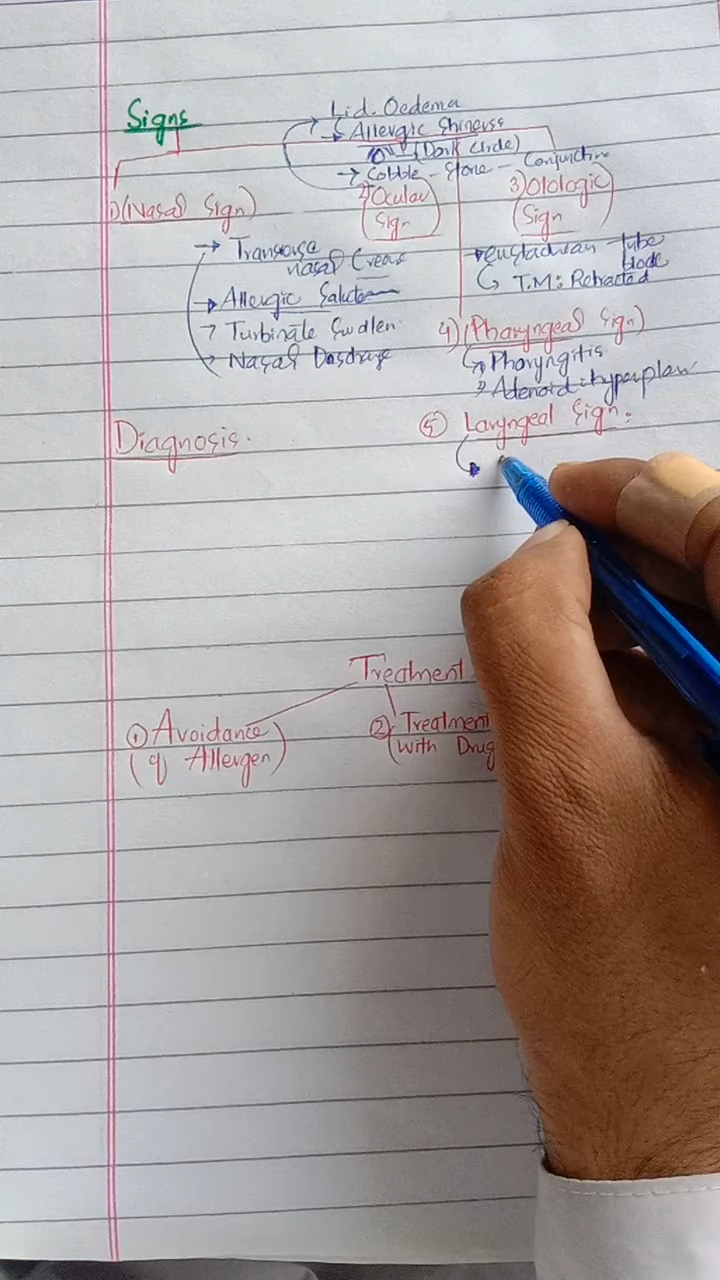 Signs
Lid. Oedema
Allergic Shiners
(Dark Circle)
Cobble - Stone - Conjunctiva
1) (Nasal Sign)
2) Ocular
Sign
3) Otologic
(Sign
Transverse
nasal Crease
Allergic Salute
Turbinate Swollen
Nasal
eustachian tube
block
T.M: Retracted
4) (Pharyngeal Sign)
Pharyngitis
Adenoid: hyperplasia
5 Laryngeal Sign:
Diagnosis.
Treatment
1 Avoidance
(of Allergen)
2 Treatment
(with Drug